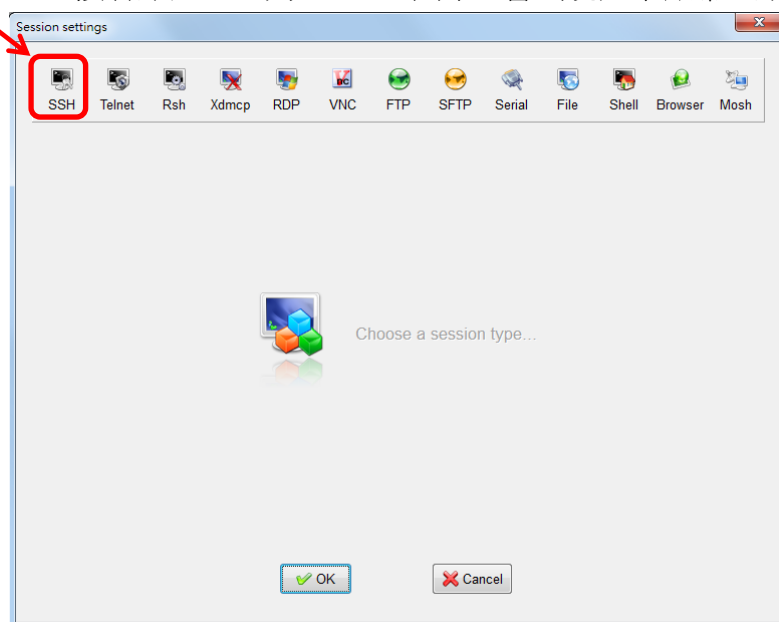 Session settings
SSH Telnet Rsh Xdmcp RDP VNC FTP SFTP Serial File Shell Browser Mosh
Choose a session type...
OK Cancel